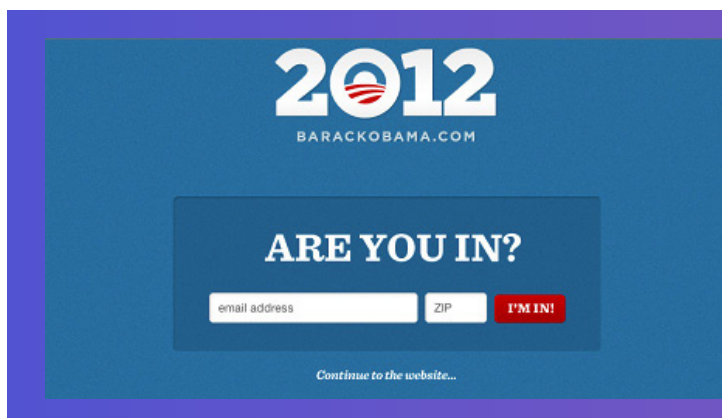 2012
BARACKOBAMA.COM
ARE YOU IN?
email address ZIP I'M IN!
Continue to the website...